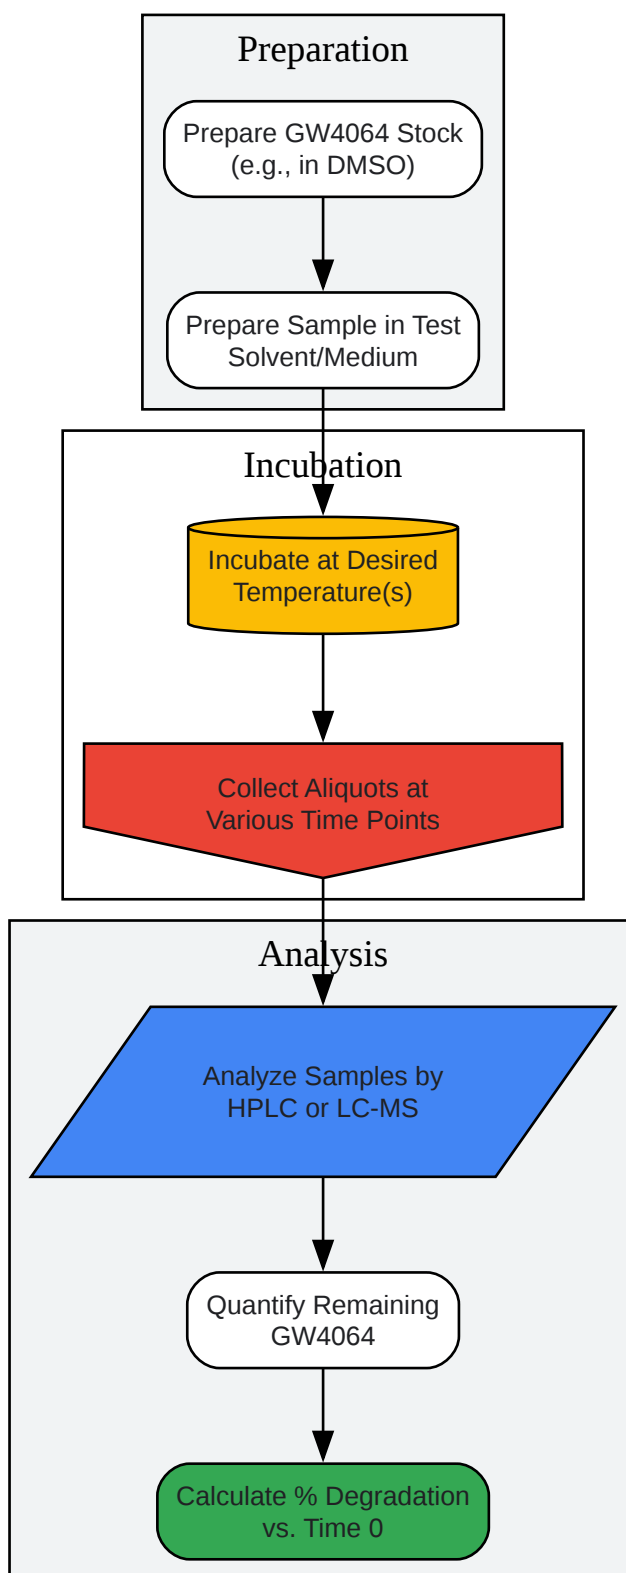 Preparation
Prepare GW4064 Stock
(e.g., in DMSO)
Prepare Sample in Test
Solvent/Medium
Incubation
Incubate at Desired
Temperature(s)
Collect Aliquots at
Various Time Points
Analysis
Analyze Samples by
HPLC or LC-MS
Quantify Remaining
GW4064
Calculate % Degradation
vs. Time 0